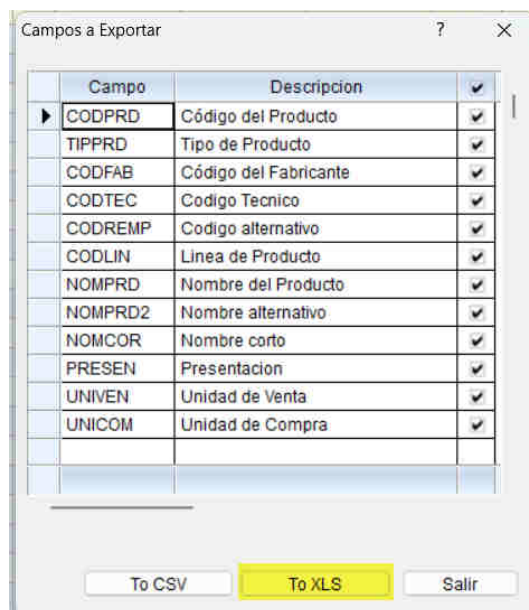 Campos a Exportar ? ×
Campo Descripcion
CODPRD Código del Producto
TIPPRD Tipo de Producto
CODFAB Código del Fabricante
CODTEC Codigo Tecnico
CODREMP Codigo alternativo
CODLIN Linea de Producto
NOMPRD Nombre del Producto
NOMPRD2 Nombre alternativo
NOMCOR Nombre corto
PRESEN Presentacion
UNIVEN Unidad de Venta
UNICOM Unidad de Compra
To CSV To XLS Salir